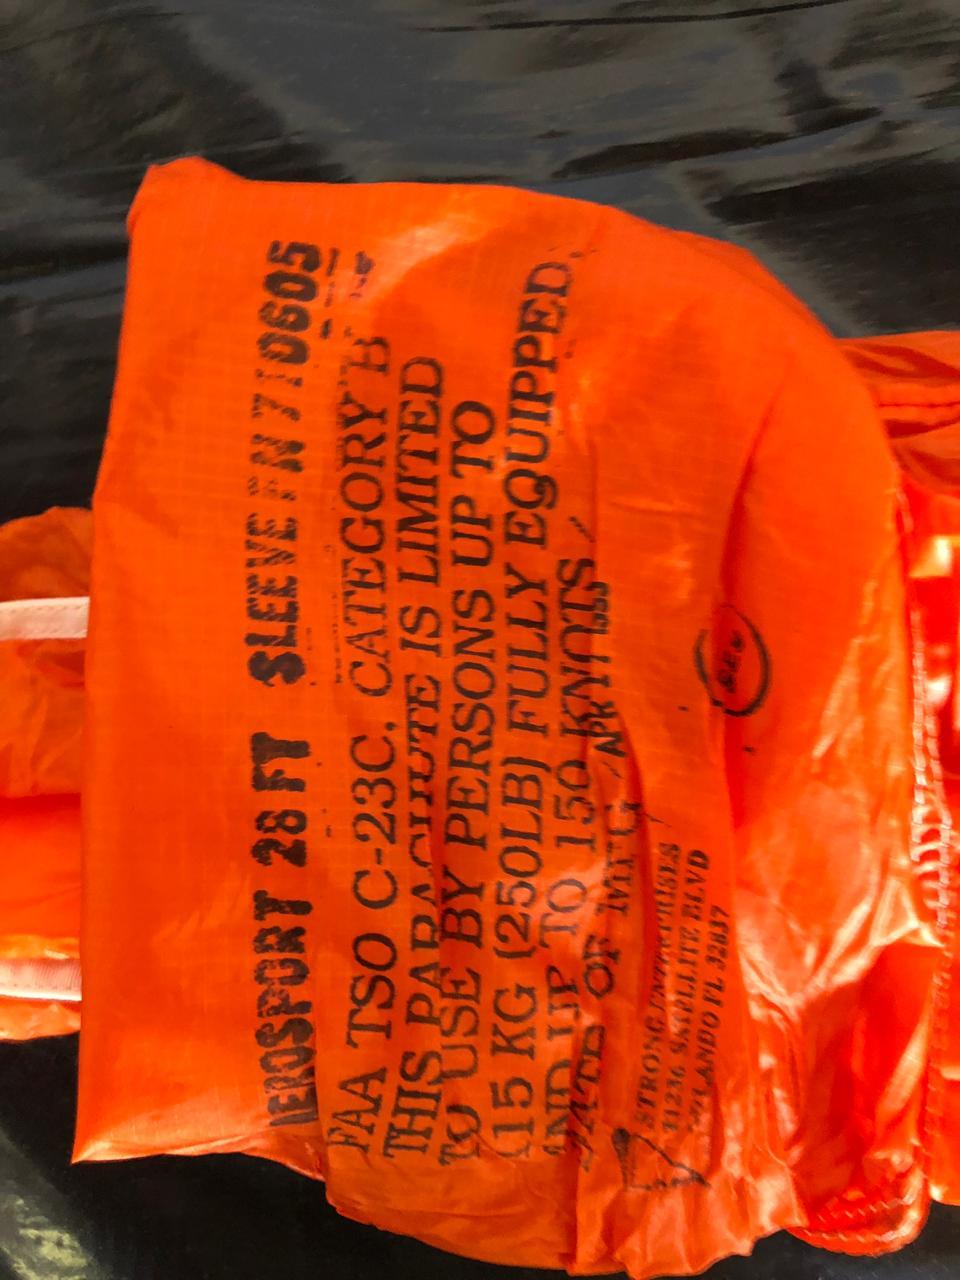 AEROSPORT 28 FT SLEEVE P/N 710605
FAA TSO C-23C, CATEGORY B
THIS PARACHUTE IS LIMITED
TO USE BY PERSONS UP TO
(15 KG (250LB) FULLY EQUIPPED,
AND UP TO 150 KNOTS
DATE OF MFG APR
STRONG ENTERPRISES
11236 SATELLITE BLVD
ORLANDO FL 32837